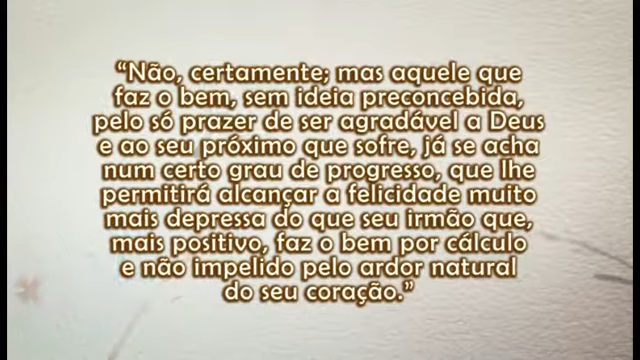 “Não, certamente; mas aquele que
faz o bem, sem ideia preconcebida,
pelo só prazer de ser agradável a Deus
e ao seu próximo que sofre, já se acha
num certo grau de progresso, que lhe
permitirá alcançar a felicidade muito
mais depressa do que seu irmão que,
mais positivo, faz o bem por cálculo
e não impelido pelo ardor natural
do seu coração.”